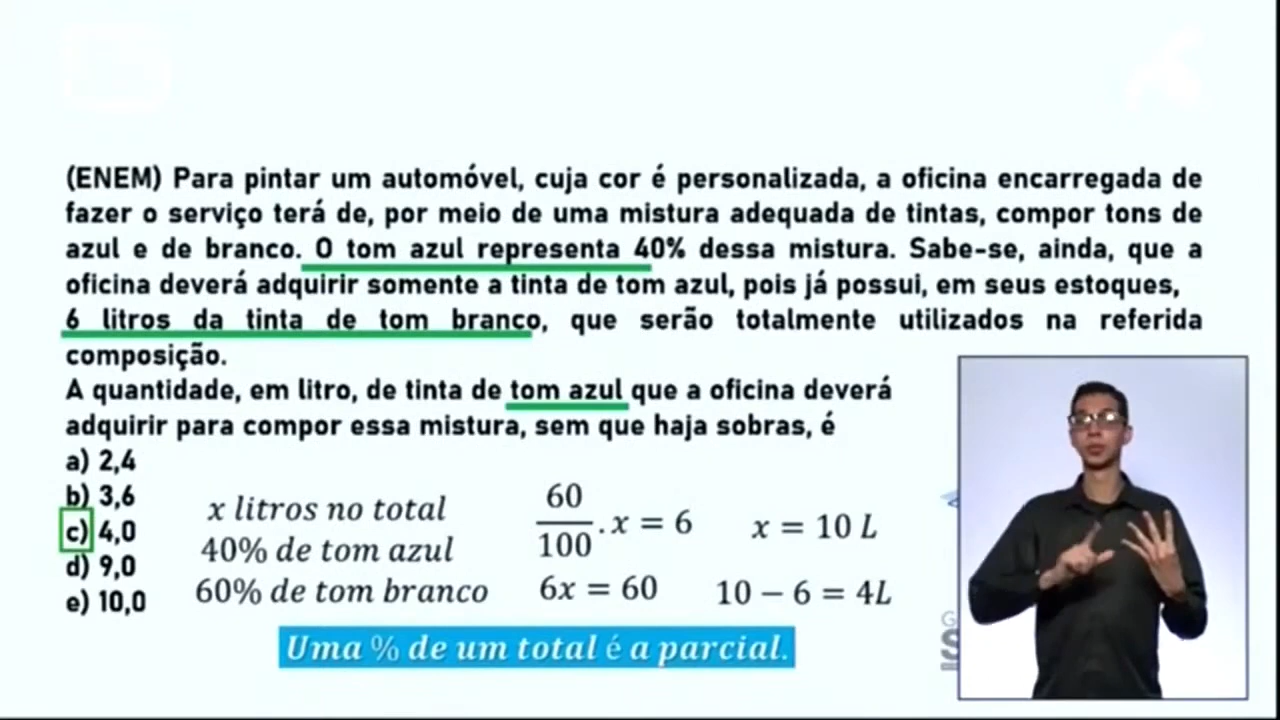 (ENEM) Para pintar um automóvel, cuja cor é personalizada, a oficina encarregada de
fazer o serviço terá de, por meio de uma mistura adequada de tintas, compor tons de
azul e de branco. O tom azul representa 40% dessa mistura. Sabe-se, ainda, que a
oficina deverá adquirir somente a tinta de tom azul, pois já possui, em seus estoques,
6 litros da tinta de tom branco, que serão totalmente utilizados na referida
composição.
A quantidade, em litro, de tinta de tom azul que a oficina deverá
adquirir para compor essa mistura, sem que haja sobras, é
a) 2,4
b) 3,6
c) 4,0
d) 9,0
e) 10,0
x litros no total
40% de tom azul
60% de tom branco
60/100 . x = 6
6x = 60
x = 10 L
10 − 6 = 4L
Uma % de um total é a parcial.